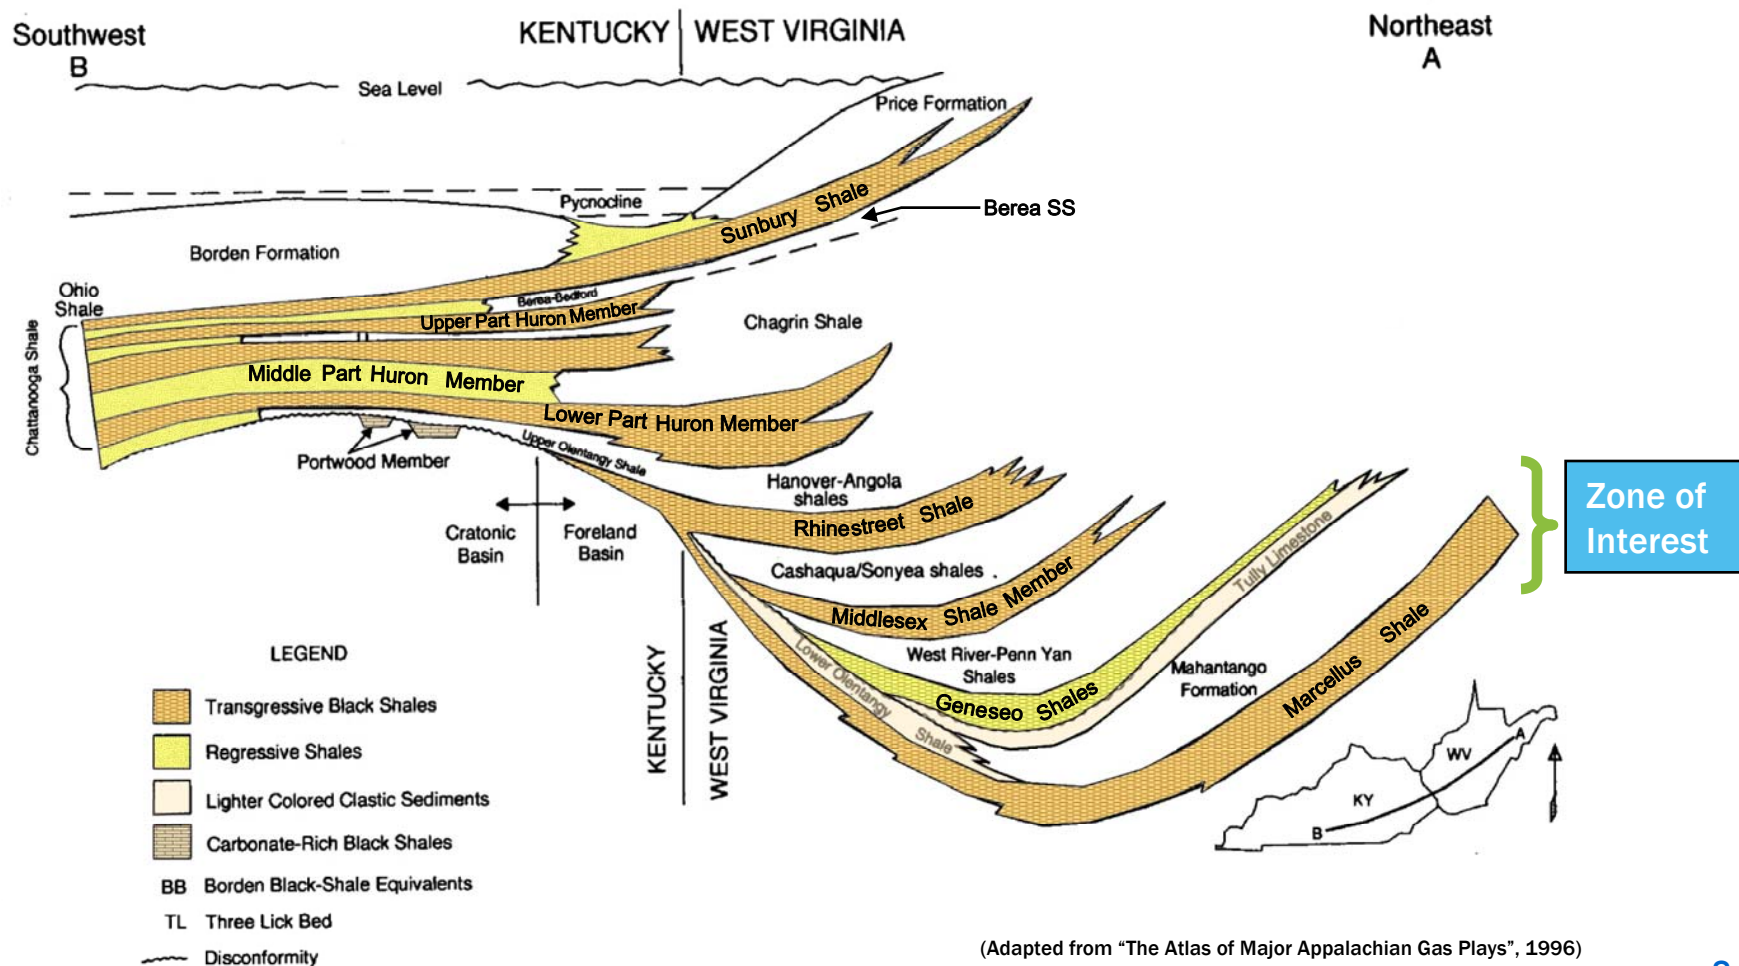 Southwest
B
KENTUCKY
WEST VIRGINIA
Northeast
A
Sea Level
Price Formation
Pycnocline
Sunbury Shale
Berea SS
Borden Formation
Ohio
Shale
Chattanooga Shale
Berea-Bedford
Upper Part Huron Member
Chagrin Shale
Middle Part Huron Member
Lower Part Huron Member
Upper Olentangy Shale
Portwood Member
Hanover-Angola
shales
Rhinestreet Shale
Zone of
Interest
Cratonic
Basin
Foreland
Basin
Tully Limestone
Cashaqua/Sonyea shales .
Middlesex Shale Member
West River-Penn Yan
Shales
Geneseo Shales
Lower Olentangy
Shale
Mahantango
Formation
Marcellus Shale
KENTUCKY
WEST VIRGINIA
LEGEND
Transgressive Black Shales
Regressive Shales
Lighter Colored Clastic Sediments
Carbonate-Rich Black Shales
BB Borden Black-Shale Equivalents
TL Three Lick Bed
Disconformity
WV
A
KY
B
(Adapted from “The Atlas of Major Appalachian Gas Plays”, 1996)